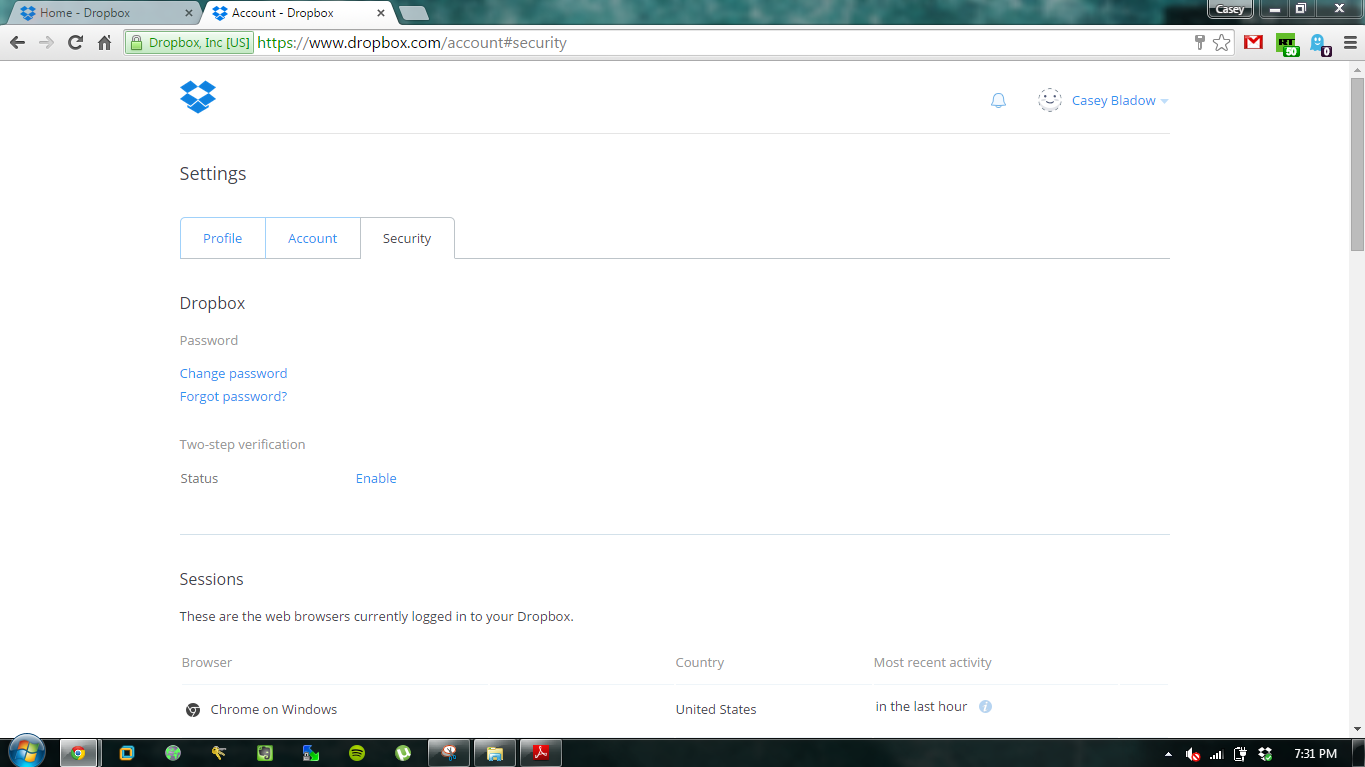 Home - Dropbox
Account - Dropbox
Casey
Dropbox, Inc [US] https://www.dropbox.com/account#security
Casey Bladow
Settings
Profile Account Security
Dropbox
Password
Change password
Forgot password?
Two-step verification
Status Enable
Sessions
These are the web browsers currently logged in to your Dropbox.
Browser Country Most recent activity
Chrome on Windows United States in the last hour
7:31 PM